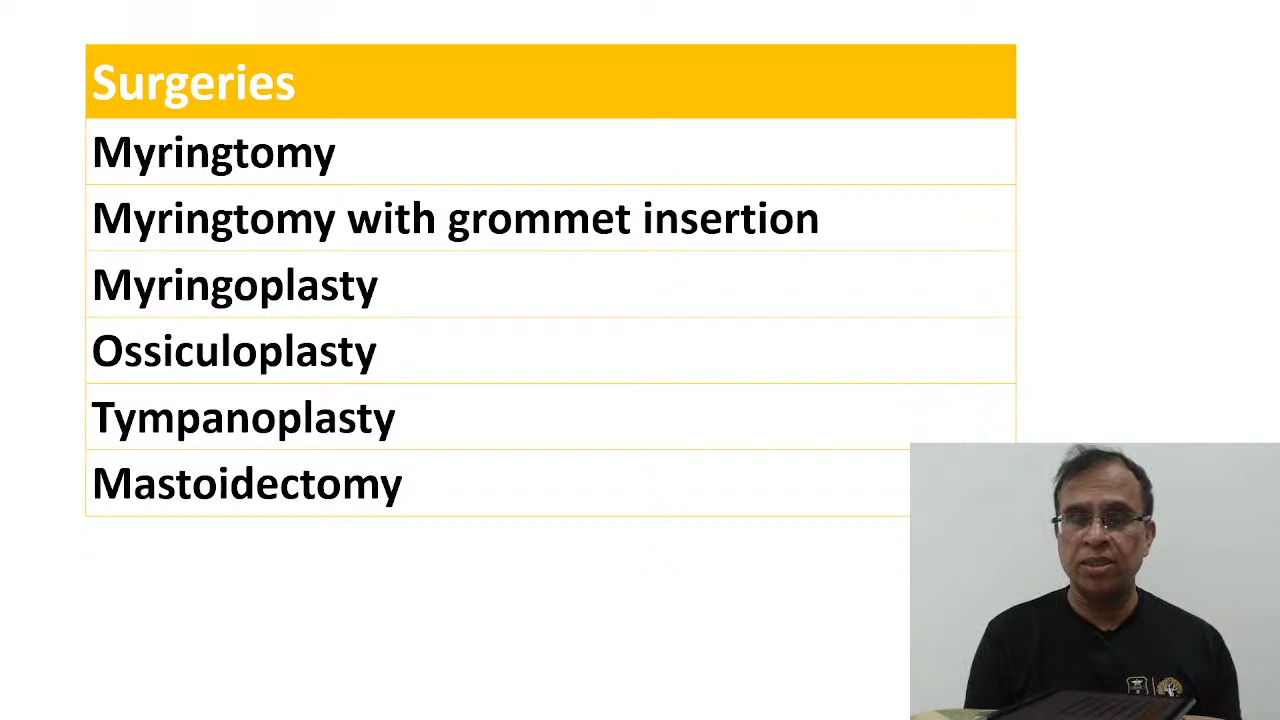 Surgeries
Myringtomy
Myringtomy with grommet insertion
Myringoplasty
Ossiculoplasty
Tympanoplasty
Mastoidectomy